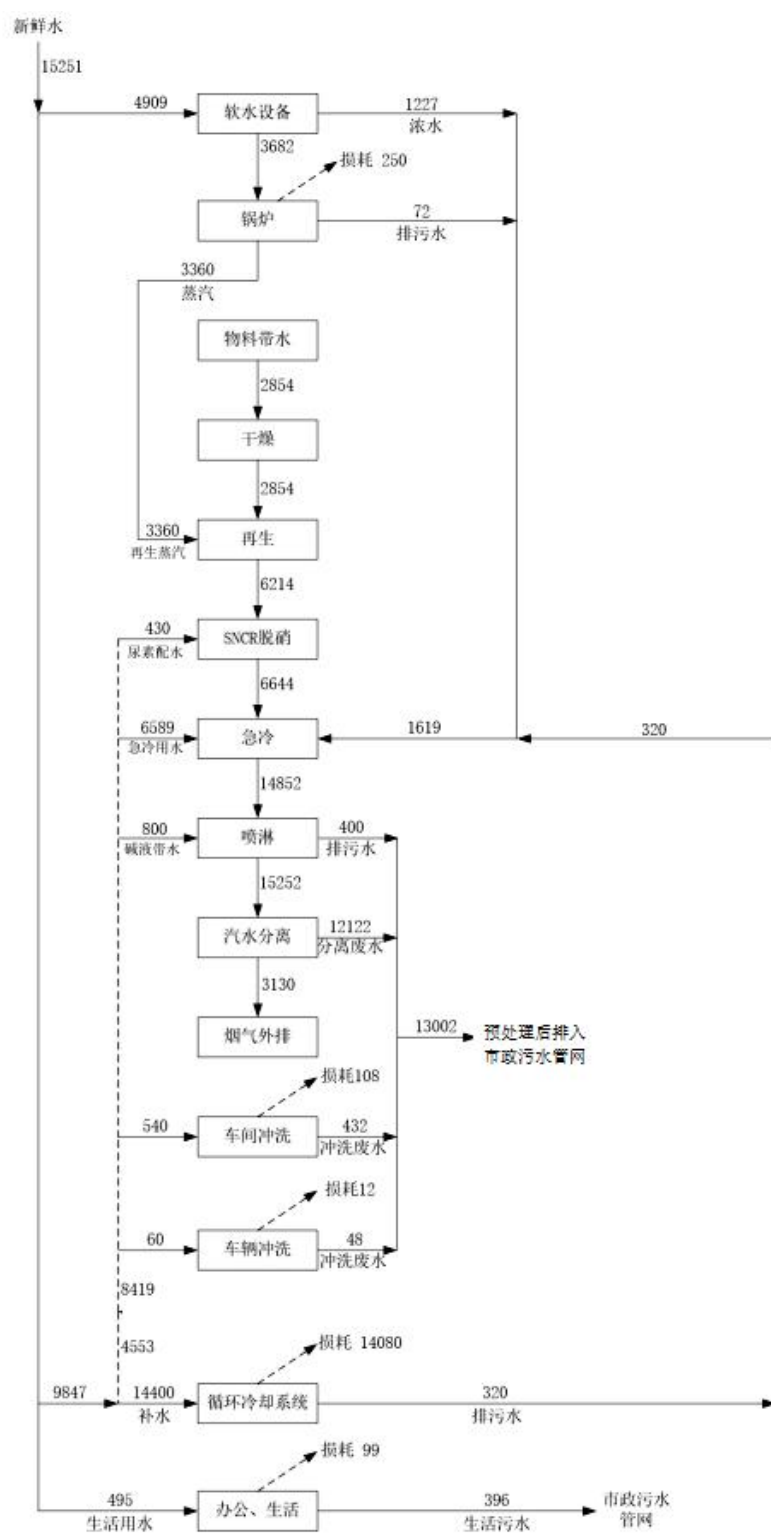 新鲜水
15251
4909
软水设备
1227
浓水
3682
损耗 250
锅炉
72
排污水
3360
蒸汽
物料带水
2854
干燥
2854
3360
再生蒸汽
再生
6214
430
尿素配水
SNCR脱硝
6644
6589
急冷用水
急冷
1619
320
14852
800
碱液带水
喷淋
400
排污水
15252
汽水分离
12122
分离废水
3130
烟气外排
13002
预处理后排入
市政污水管网
损耗108
540
车间冲洗
432
冲洗废水
损耗12
60
车辆冲洗
48
冲洗废水
8419
4553
损耗 14080
9847
14400
补水
循环冷却系统
320
排污水
损耗 99
495
生活用水
办公、生活
396
生活污水
市政污水
管网